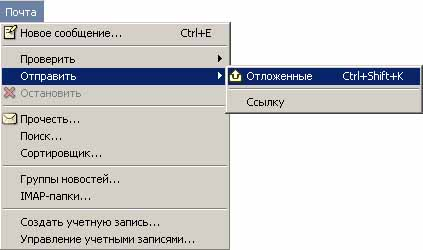 Почта
Новое сообщение... Ctrl+E
Проверить
Отправить
Отложенные Ctrl+Shift+K
Ссылку
Остановить
Прочесть...
Поиск...
Сортировщик...
Группы новостей...
IMAP-папки...
Создать учетную запись...
Управление учетными записями...